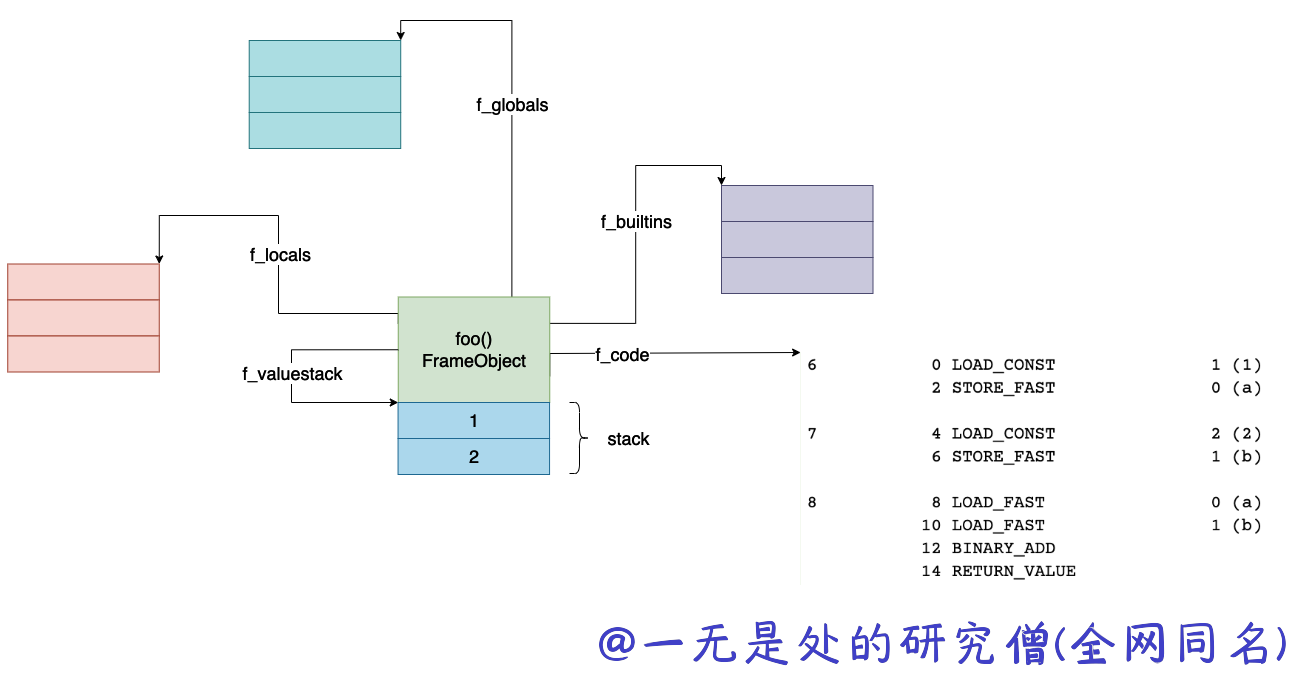 f_globals
f_builtins
f_locals
foo()
FrameObject
f_valuestack
f_code
1
2
stack
6 0 LOAD_CONST 1 (1)
2 STORE_FAST 0 (a)
7 4 LOAD_CONST 2 (2)
6 STORE_FAST 1 (b)
8 8 LOAD_FAST 0 (a)
10 LOAD_FAST 1 (b)
12 BINARY_ADD
14 RETURN_VALUE
@一无是处的研究僧(全网同名)